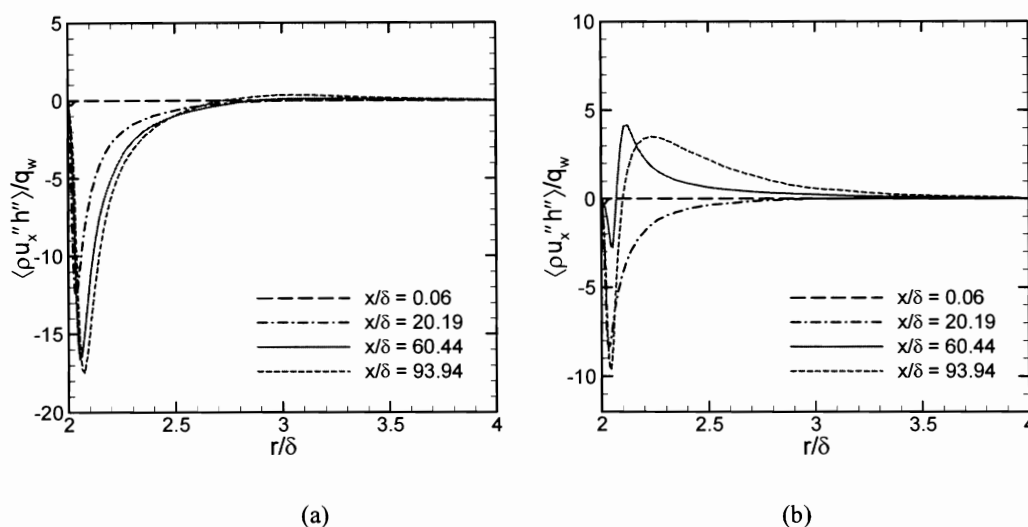 5
0
-5
-10
-15
-20
2
2.5
3
3.5
4
r/δ
⟨ρu_x″h″⟩/q_w
x/δ = 0.06
x/δ = 20.19
x/δ = 60.44
x/δ = 93.94
(a)
10
5
0
-5
-10
2
2.5
3
3.5
4
r/δ
⟨ρu_x″h″⟩/q_w
x/δ = 0.06
x/δ = 20.19
x/δ = 60.44
x/δ = 93.94
(b)